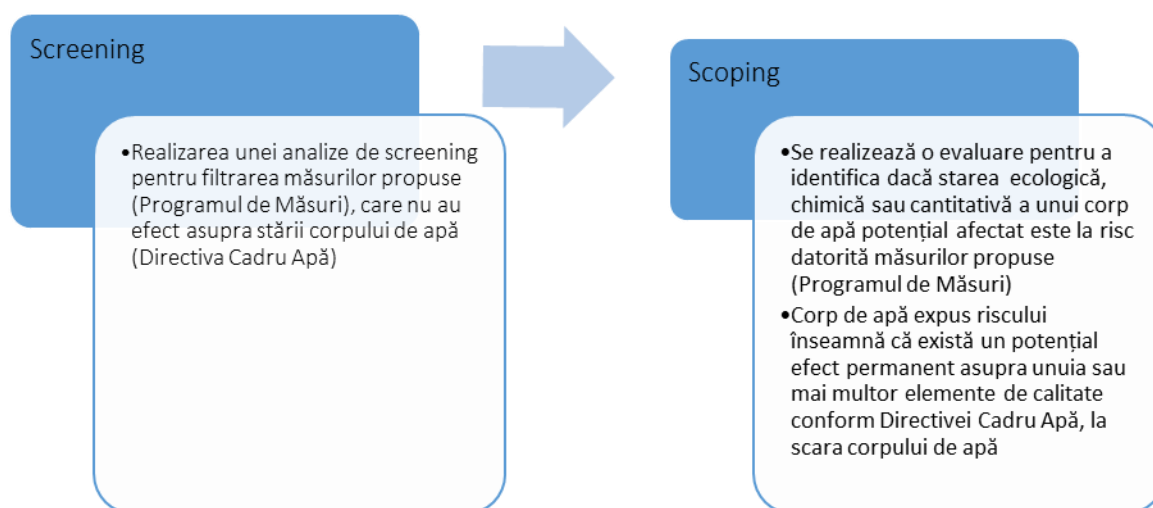 Screening
•Realizarea unei analize de screening
pentru filtrarea măsurilor propuse
(Programul de Măsuri), care nu au
efect asupra stării corpului de apă
(Directiva Cadru Apă)
Scoping
•Se realizează o evaluare pentru a
identifica dacă starea ecologică,
chimică sau cantitativă a unui corp
de apă potențial afectat este la risc
datorită măsurilor propuse
(Programul de Măsuri)
•Corp de apă expus riscului
înseamnă că există un potențial
efect permanent asupra unuia sau
mai multor elemente de calitate
conform Directivei Cadru Apă, la
scara corpului de apă